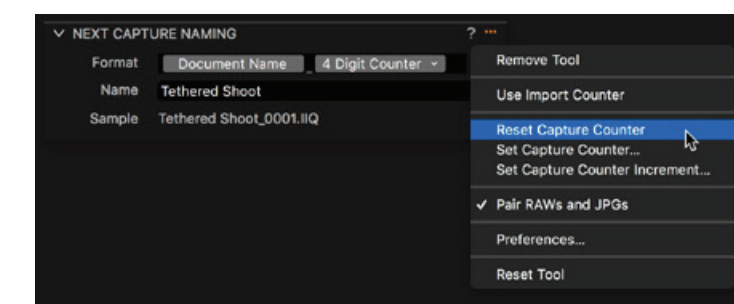 NEXT CAPTURE NAMING ? ...
Format Document Name _ 4 Digit Counter
Name Tethered Shoot
Sample Tethered Shoot_0001.IIQ
Remove Tool
Use Import Counter
Reset Capture Counter
Set Capture Counter...
Set Capture Counter Increment...
✓ Pair RAWs and JPGs
Preferences...
Reset Tool